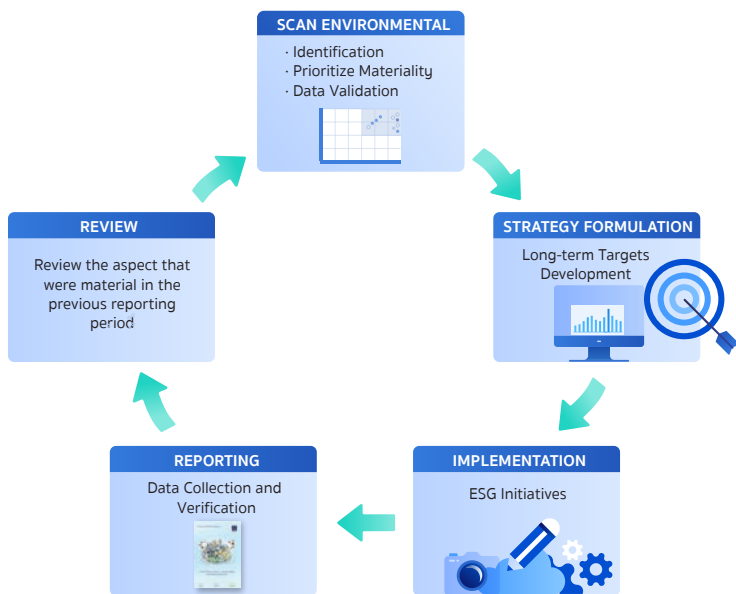 SCAN ENVIRONMENTAL
· Identification
· Prioritize Materiality
· Data Validation
STRATEGY FORMULATION
Long-term Targets
Development
IMPLEMENTATION
ESG Initiatives
REPORTING
Data Collection and
Verification
REVIEW
Review the aspect that
were material in the
previous reporting
period